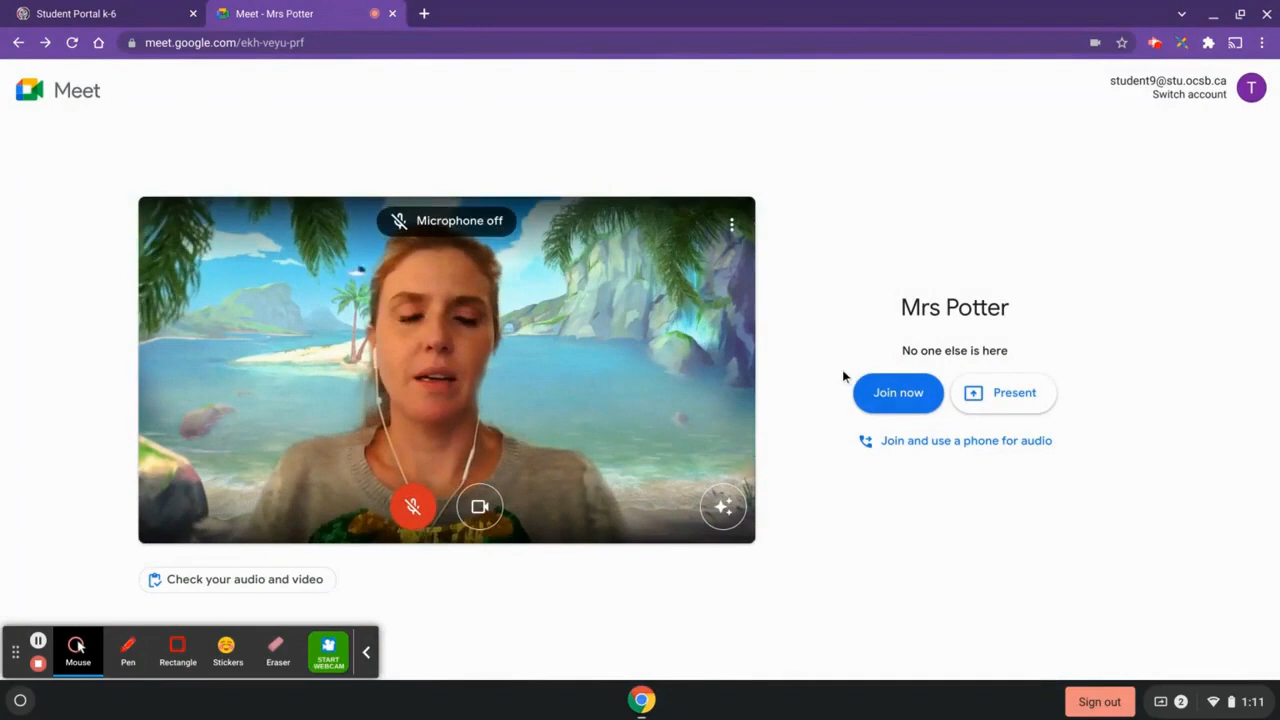 Student Portal k-6
Meet - Mrs Potter
meet.google.com/ekh-veyu-prf
Meet
student9@stu.ocsb.ca
Switch account
T
Microphone off
Mrs Potter
No one else is here
Join now
Present
Join and use a phone for audio
Check your audio and video
Mouse
Pen
Rectangle
Stickers
Eraser
START
WEBCAM
Sign out
2
1:11